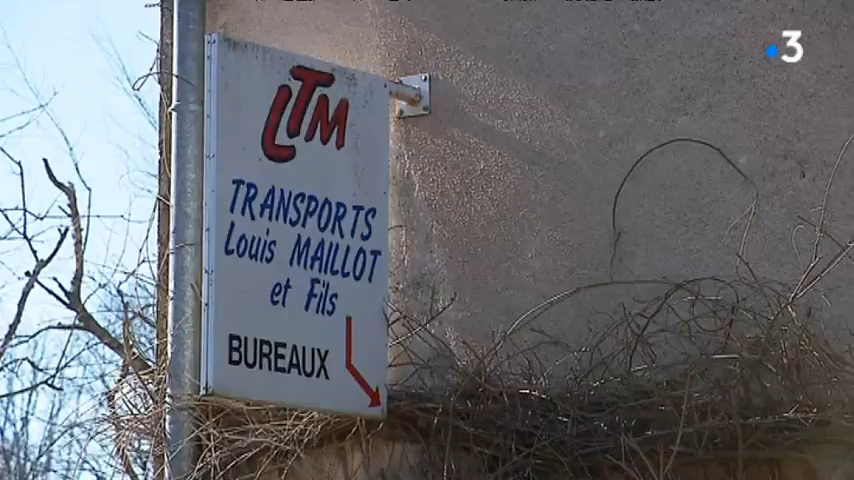 3
LTM
TRANSPORTS
Louis MAILLOT
et Fils
BUREAUX